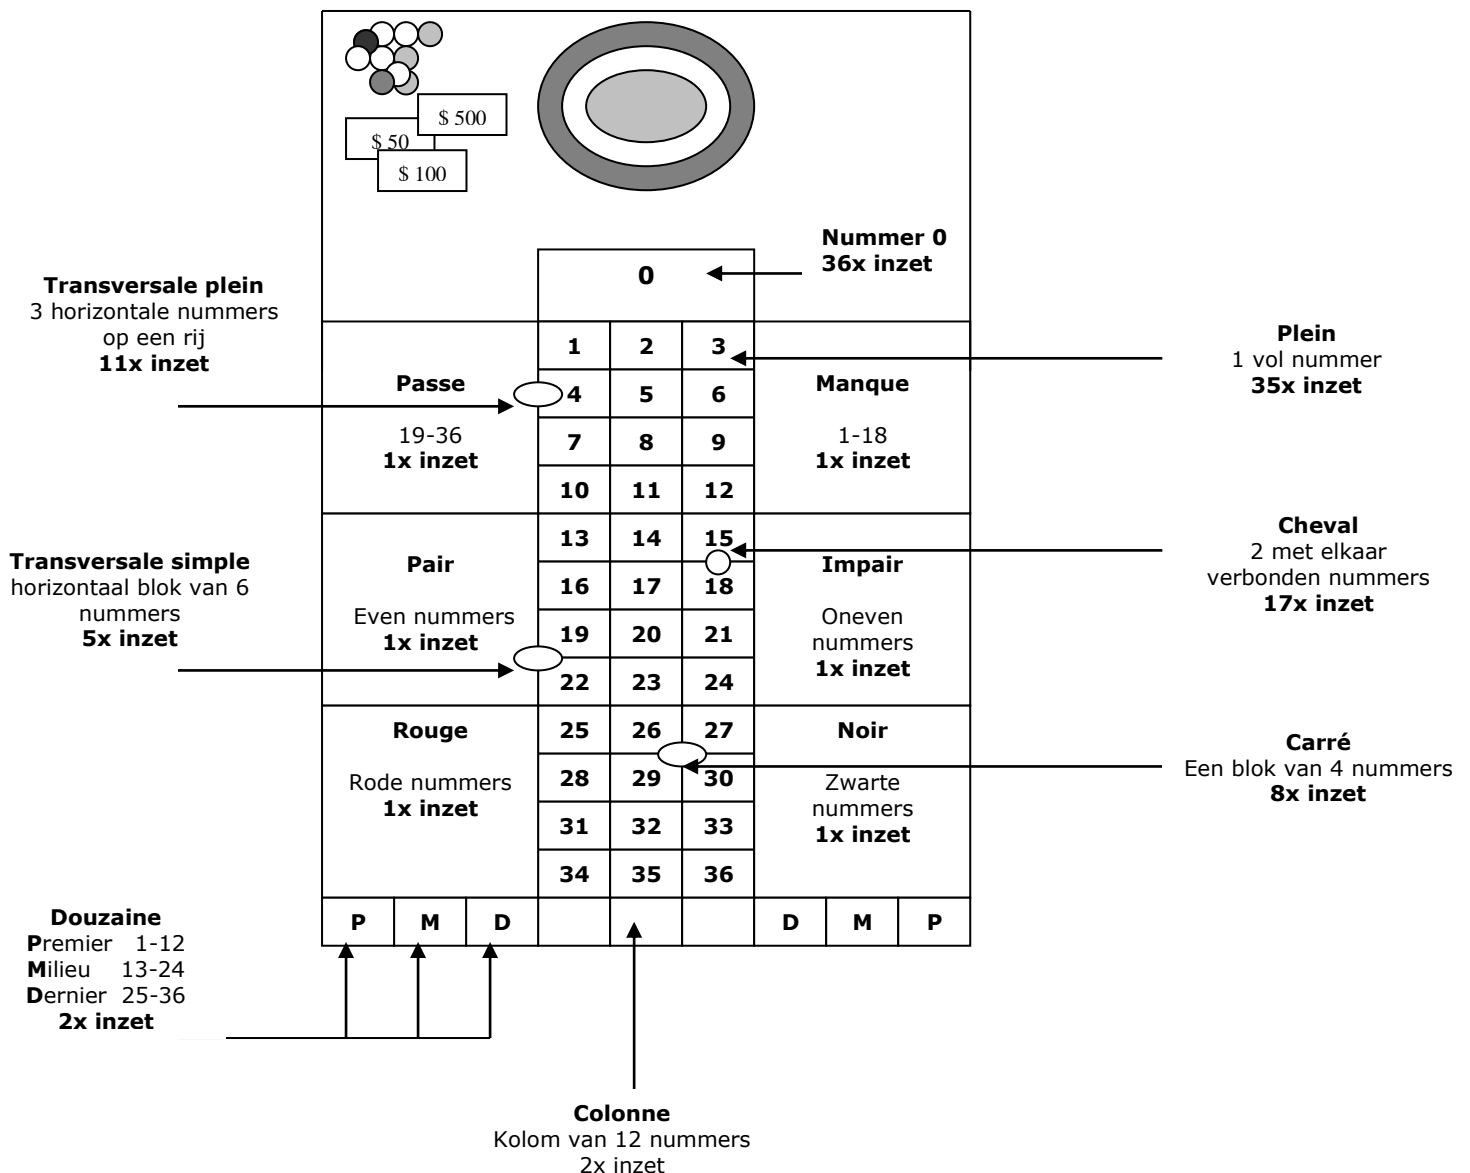 $ 500
$ 50
$ 100
Nummer 0
36x inzet
0
Transversale plein
3 horizontale nummers
op een rij
11x inzet
Plein
1 vol nummer
35x inzet
1 2 3
4 5 6
7 8 9
10 11 12
13 14 15
16 17 18
19 20 21
22 23 24
25 26 27
28 29 30
31 32 33
34 35 36
Passe
19-36
1x inzet
Manque
1-18
1x inzet
Transversale simple
horizontaal blok van 6
nummers
5x inzet
Pair
Even nummers
1x inzet
Impair
Oneven
nummers
1x inzet
Cheval
2 met elkaar
verbonden nummers
17x inzet
Rouge
Rode nummers
1x inzet
Noir
Zwarte
nummers
1x inzet
Carré
Een blok van 4 nummers
8x inzet
P M D D M P
Douzaine
Premier 1-12
Milieu 13-24
Dernier 25-36
2x inzet
Colonne
Kolom van 12 nummers
2x inzet